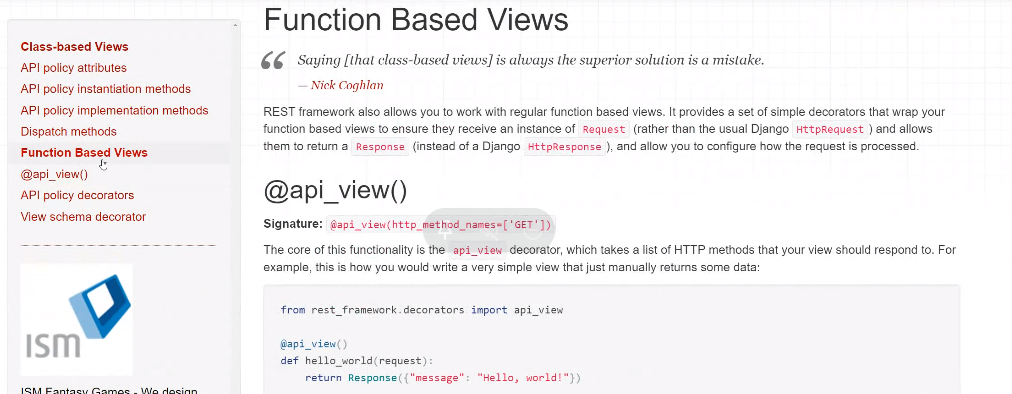 Class-based Views
API policy attributes
API policy instantiation methods
API policy implementation methods
Dispatch methods
Function Based Views
@api_view()
API policy decorators
View schema decorator
ISM
ISM Fantasy Games - We design
Function Based Views
“ Saying [that class-based views] is always the superior solution is a mistake.
— Nick Coghlan
REST framework also allows you to work with regular function based views. It provides a set of simple decorators that wrap your
function based views to ensure they receive an instance of Request (rather than the usual Django HttpRequest ) and allows
them to return a Response (instead of a Django HttpResponse ), and allow you to configure how the request is processed.
@api_view()
Signature: @api_view(http_method_names=['GET'])
The core of this functionality is the api_view decorator, which takes a list of HTTP methods that your view should respond to. For
example, this is how you would write a very simple view that just manually returns some data:
from rest_framework.decorators import api_view
@api_view()
def hello_world(request):
    return Response({"message": "Hello, world!"})